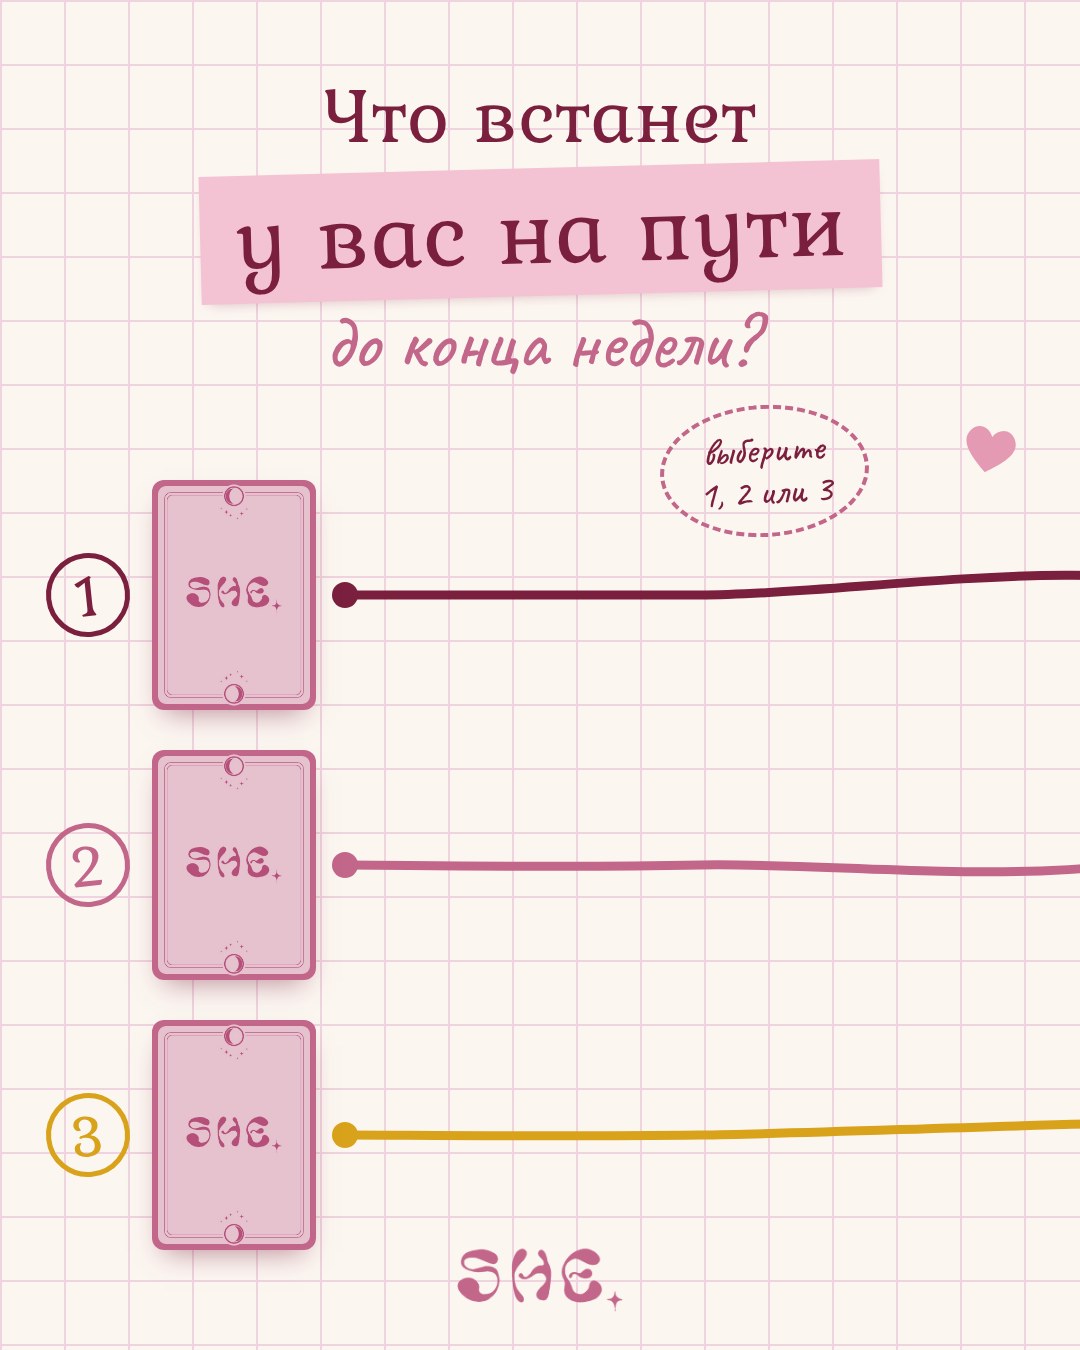 Что встанет
у вас на пути
до конца недели?
выберите
1, 2 или 3
1
SHE
2
SHE
3
SHE
SHE